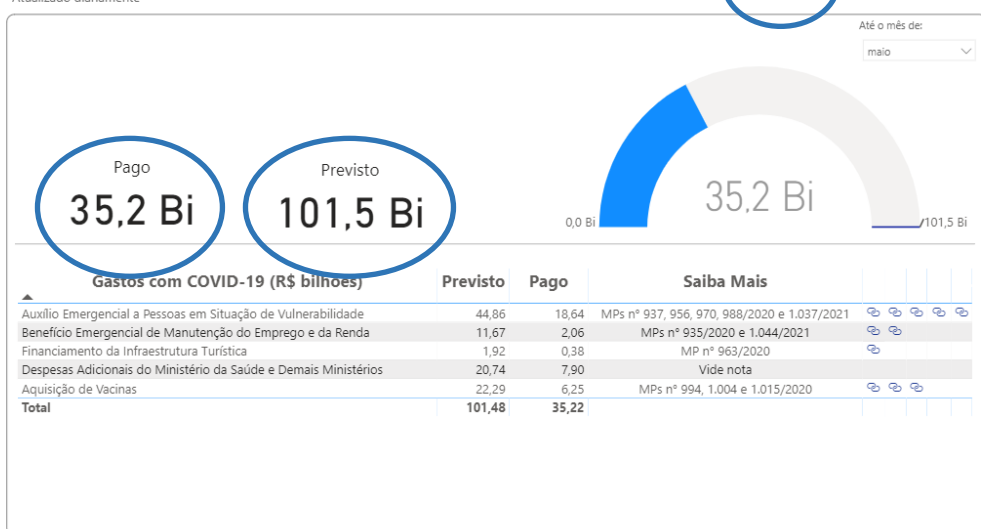 Atualizado diariamente
Até o mês de:
maio
Pago
35,2 Bi
Previsto
101,5 Bi
35,2 Bi
0,0 Bi
101,5 Bi
Gastos com COVID-19 (R$ bilhões) Previsto Pago Saiba Mais
Auxílio Emergencial a Pessoas em Situação de Vulnerabilidade 44,86 18,64 MPs nº 937, 956, 970, 988/2020 e 1.037/2021
Benefício Emergencial de Manutenção do Emprego e da Renda 11,67 2,06 MPs nº 935/2020 e 1.044/2021
Financiamento da Infraestrutura Turística 1,92 0,38 MP nº 963/2020
Despesas Adicionais do Ministério da Saúde e Demais Ministérios 20,74 7,90 Vide nota
Aquisição de Vacinas 22,29 6,25 MPs nº 994, 1.004 e 1.015/2020
Total 101,48 35,22